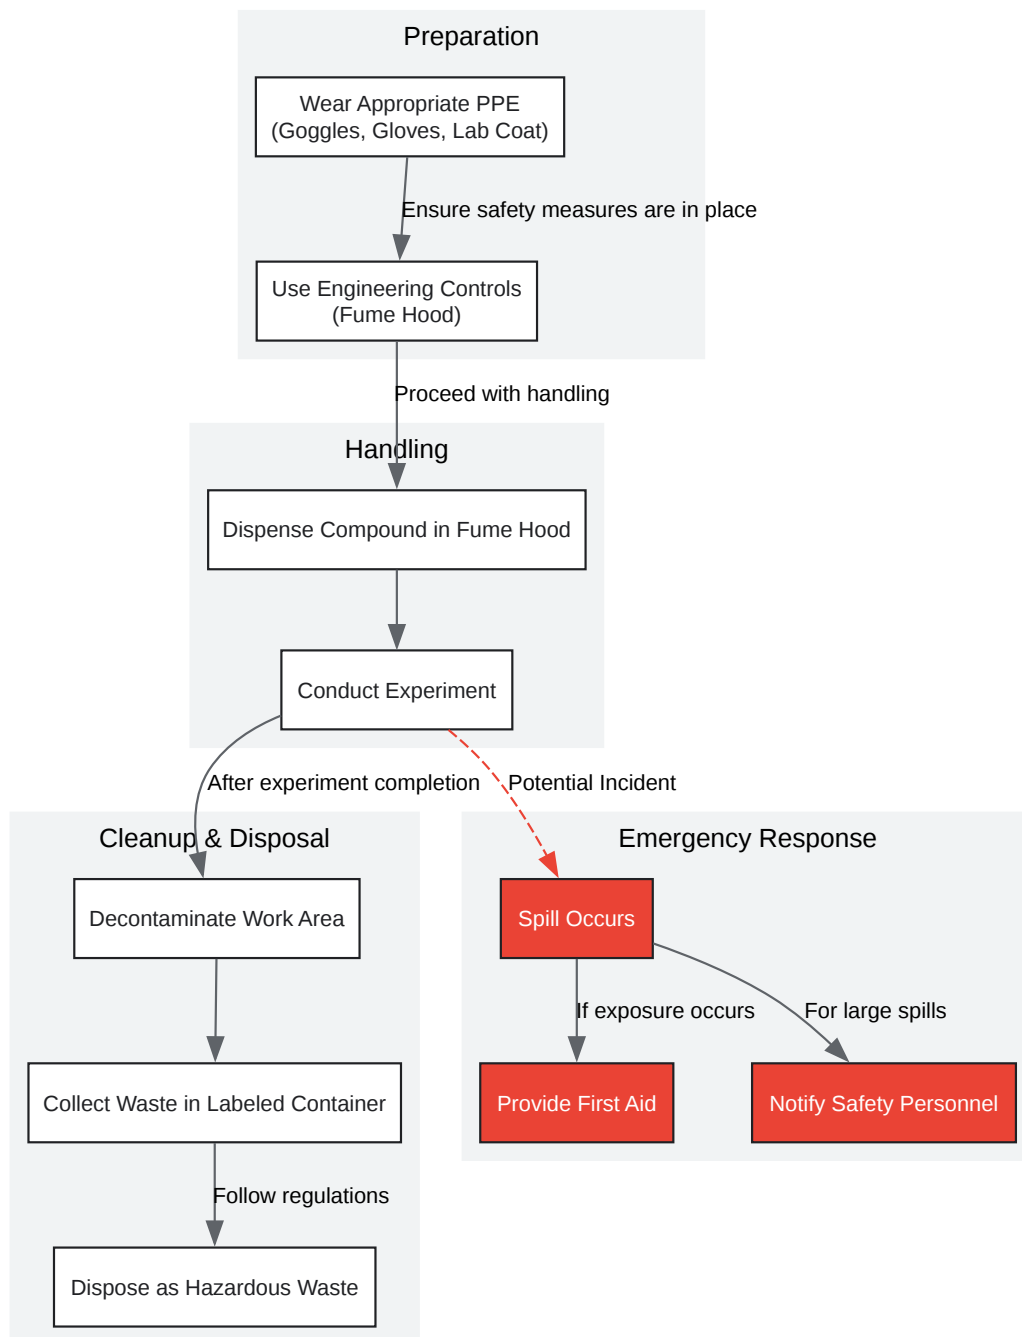 Preparation
Wear Appropriate PPE
(Goggles, Gloves, Lab Coat)
Ensure safety measures are in place
Use Engineering Controls
(Fume Hood)
Proceed with handling
Handling
Dispense Compound in Fume Hood
Conduct Experiment
After experiment completion
Potential Incident
Cleanup & Disposal
Decontaminate Work Area
Collect Waste in Labeled Container
Follow regulations
Dispose as Hazardous Waste
Emergency Response
Spill Occurs
If exposure occurs
For large spills
Provide First Aid
Notify Safety Personnel